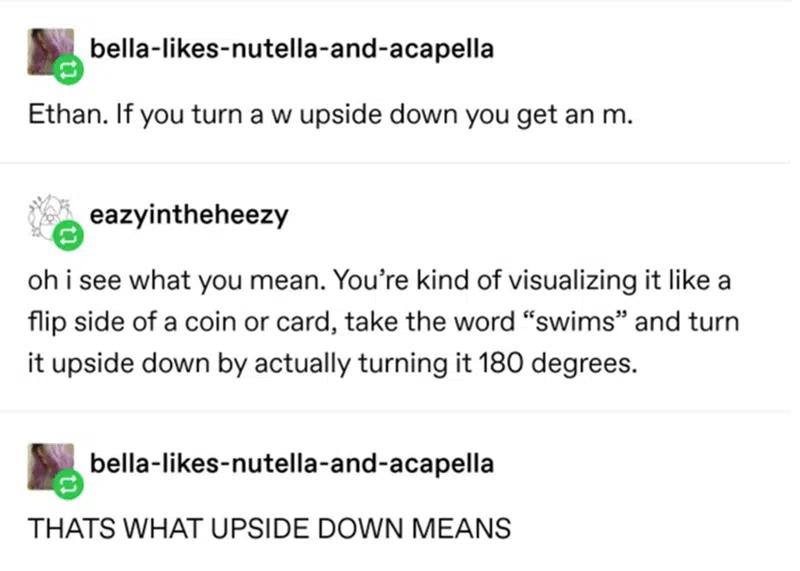 bella-likes-nutella-and-acapella
Ethan. If you turn a w upside down you get an m.
eazyintheheezy
oh i see what you mean. You’re kind of visualizing it like a
flip side of a coin or card, take the word “swims” and turn
it upside down by actually turning it 180 degrees.
bella-likes-nutella-and-acapella
THATS WHAT UPSIDE DOWN MEANS